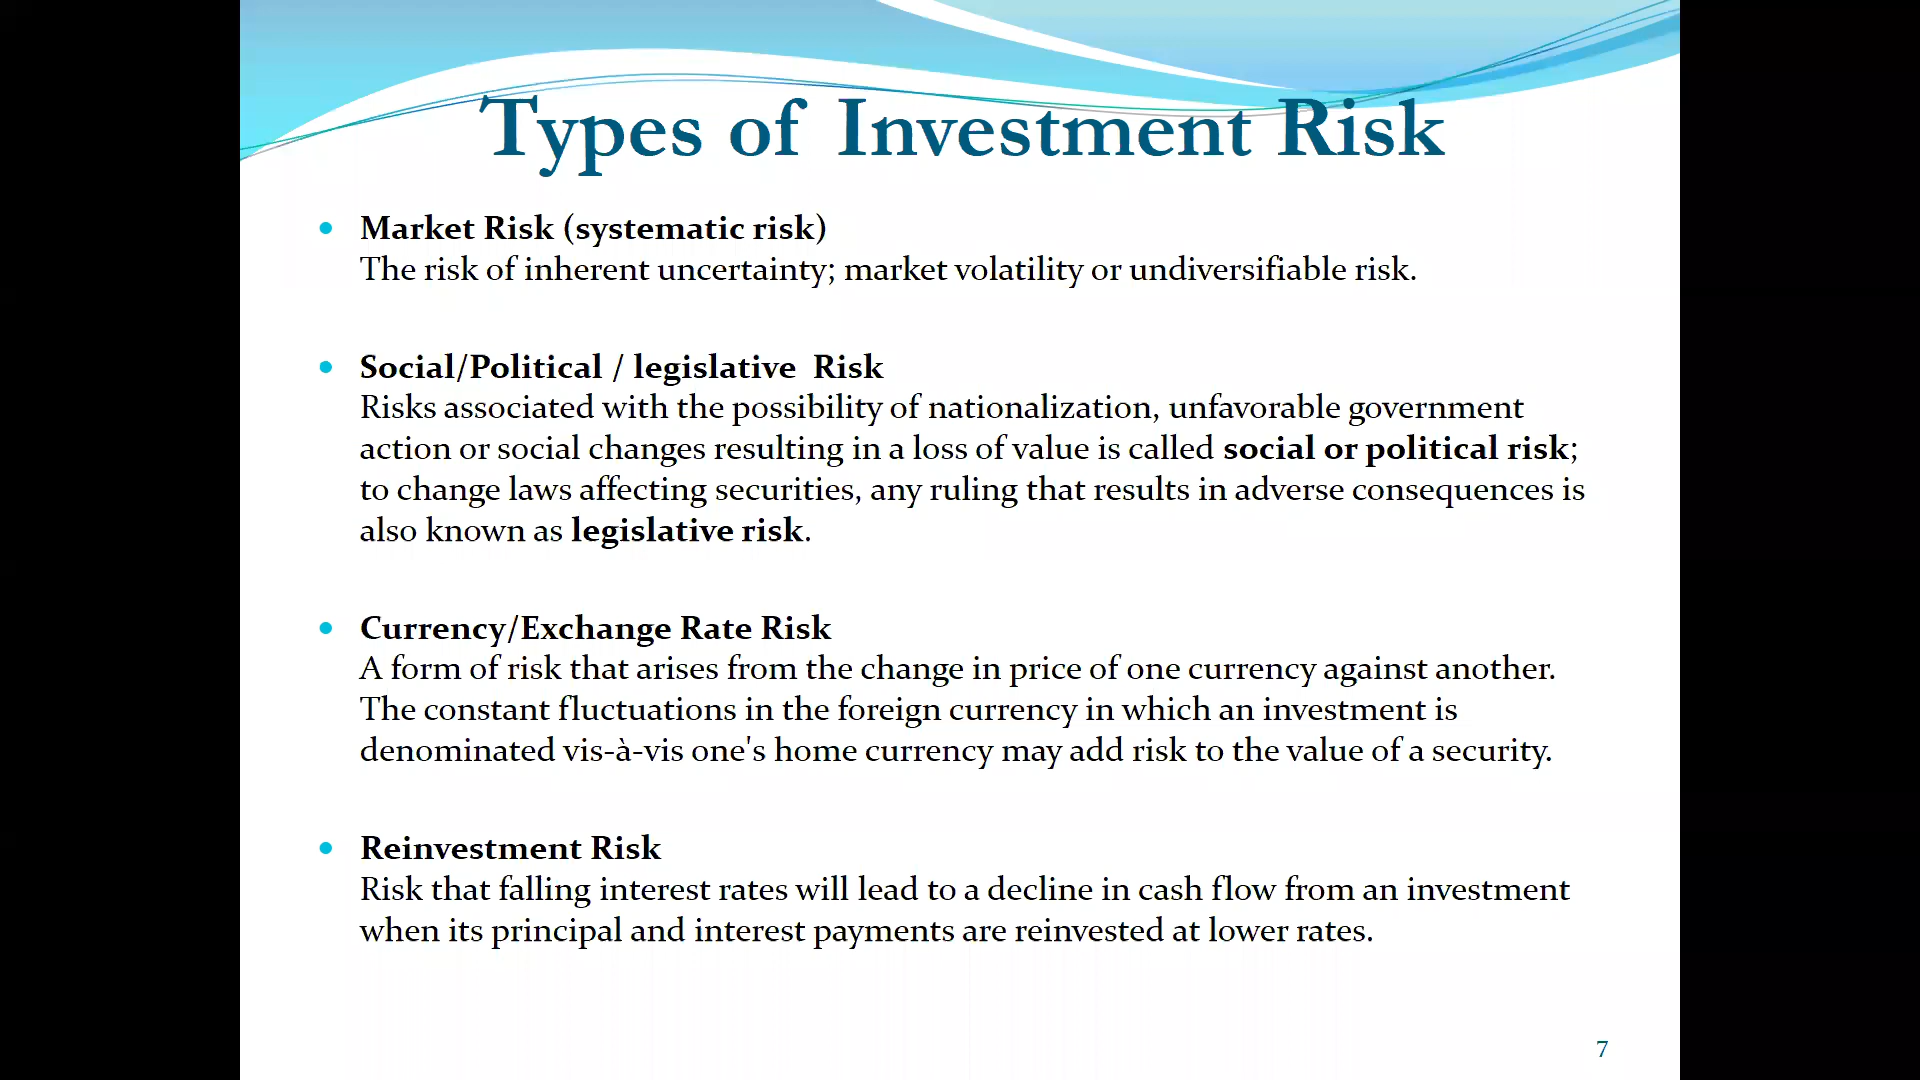 Types of Investment Risk
• Market Risk (systematic risk)
The risk of inherent uncertainty; market volatility or undiversifiable risk.
• Social/Political / legislative  Risk
Risks associated with the possibility of nationalization, unfavorable government
action or social changes resulting in a loss of value is called social or political risk;
to change laws affecting securities, any ruling that results in adverse consequences is
also known as legislative risk.
• Currency/Exchange Rate Risk
A form of risk that arises from the change in price of one currency against another.
The constant fluctuations in the foreign currency in which an investment is
denominated vis-à-vis one's home currency may add risk to the value of a security.
• Reinvestment Risk
Risk that falling interest rates will lead to a decline in cash flow from an investment
when its principal and interest payments are reinvested at lower rates.
7